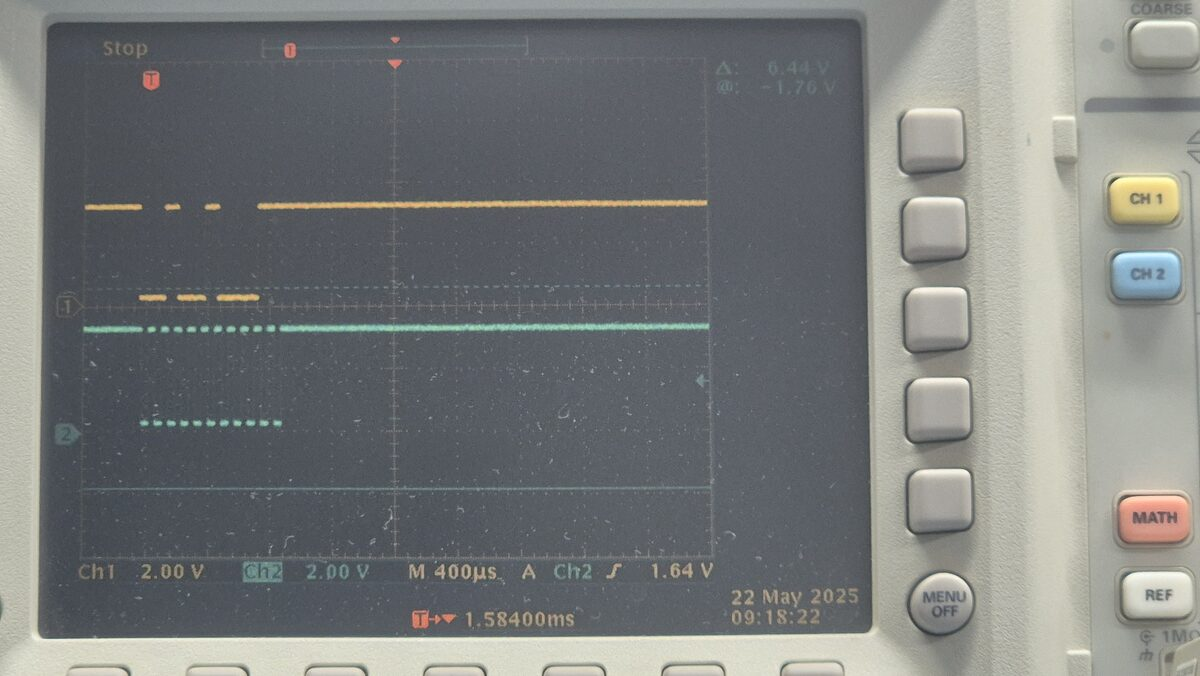 COARSE
Stop
T
T
Δ: 6.44 V
@: -1.76 V
CH 1
CH 2
1
2
MATH
Ch1 2.00 V Ch2 2.00 V M 400µs A Ch2 ʃ 1.64 V
MENU
OFF
REF
22 May 2025
T→▼ 1.58400ms
09:18:22